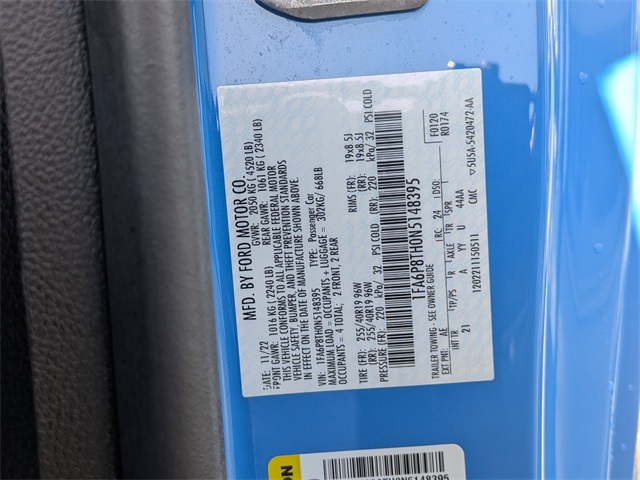 MFD. BY FORD MOTOR CO.
DATE: 11/22 GVWR: 2050 KG (4520 LB)
FRONT GAWR: 1016 KG (2240 LB) REAR GAWR: 1061 KG (2340 LB)
THIS VEHICLE CONFORMS TO ALL APPLICABLE FEDERAL MOTOR
VEHICLE SAFETY, BUMPER, AND THEFT PREVENTION STANDARDS
IN EFFECT ON THE DATE OF MANUFACTURE SHOWN ABOVE.
VIN: 1FA6P8TH0N5148395 TYPE: Passenger Car
MAXIMUM LOAD = OCCUPANTS + LUGGAGE = 302KG/ 668LB
OCCUPANTS = 4 TOTAL: 2 FRONT, 2 REAR
TIRE (FR): 255/40R19 96W RIMS (FR): 19x8.5J
(RR): 255/40R19 96W (RR): 19x8.5J
PRESSURE (FR): 220 kPa/ 32 PSI COLD (RR): 220 kPa/ 32 PSI COLD
1FA6P8TH0N5148395
TRAILER TOWING - SEE OWNER GUIDE F0120
EXT PNT: AE RC: 24 DSO: R0174
INT TR TP/PS R AXLE TR SPR
21 A YY U 44AA
1202211150511 CMC 5U5A-5420472-AA
ON